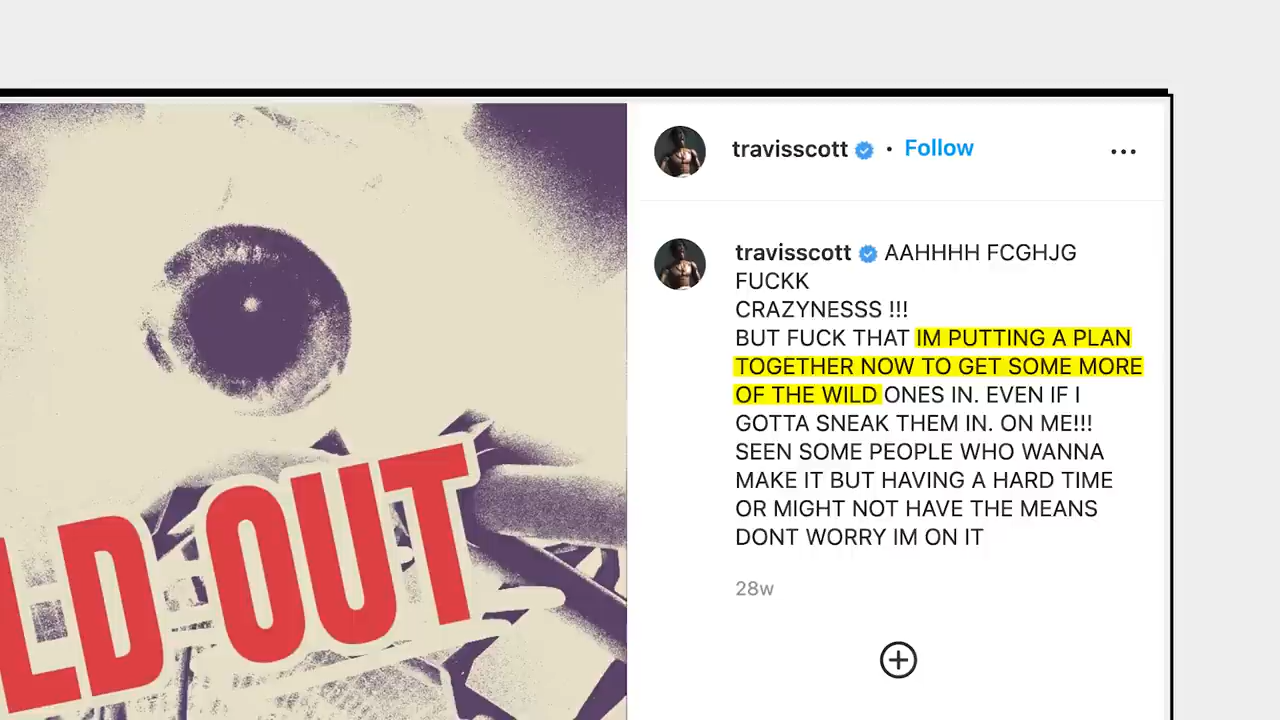 travisscott • Follow
travisscott AAHHHH FCGHJG
FUCKK
CRAZYNESSS !!!
BUT FUCK THAT IM PUTTING A PLAN
TOGETHER NOW TO GET SOME MORE
OF THE WILD ONES IN. EVEN IF I
GOTTA SNEAK THEM IN. ON ME!!!
SEEN SOME PEOPLE WHO WANNA
MAKE IT BUT HAVING A HARD TIME
OR MIGHT NOT HAVE THE MEANS
DONT WORRY IM ON IT
28w
LD OUT